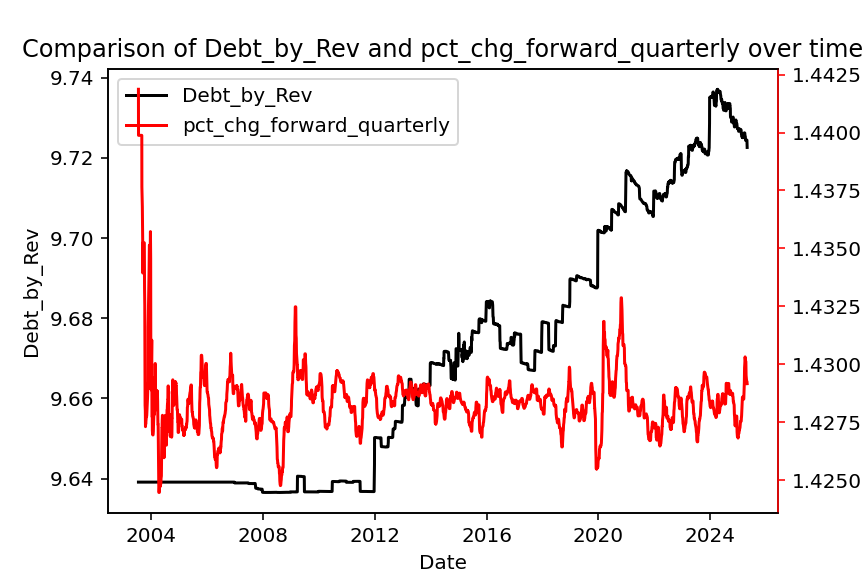 Comparison of Debt_by_Rev and pct_chg_forward_quarterly over time
Debt_by_Rev
pct_chg_forward_quarterly
9.74
9.72
9.70
9.68
9.66
9.64
Debt_by_Rev
1.4425
1.4400
1.4375
1.4350
1.4325
1.4300
1.4275
1.4250
2004 2008 2012 2016 2020 2024
Date